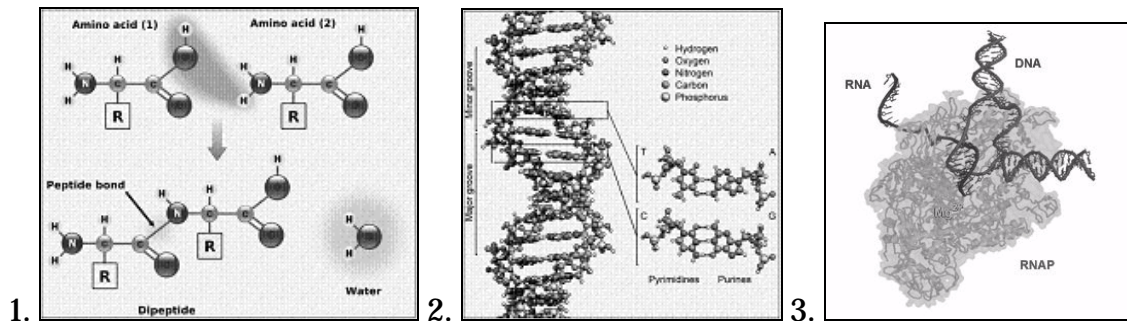 1.
Amino acid (1)
Amino acid (2)
H
H
H
H
H
H
H
N
C
C
N
C
C
R
R
Peptide bond
H
H
H
H
H
N
C
C
N
C
C
R
R
H
H
Dipeptide
Water
2.
Minor groove
Major groove
Hydrogen
Oxygen
Nitrogen
Carbon
Phosphorus
T
A
C
G
Pyrimidines
Purines
3.
DNA
RNA
RNAP